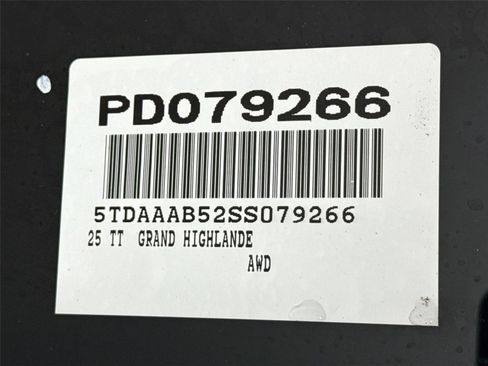 PD079266
5TDAAAB52SS079266
25 TT GRAND HIGHLANDE
AWD